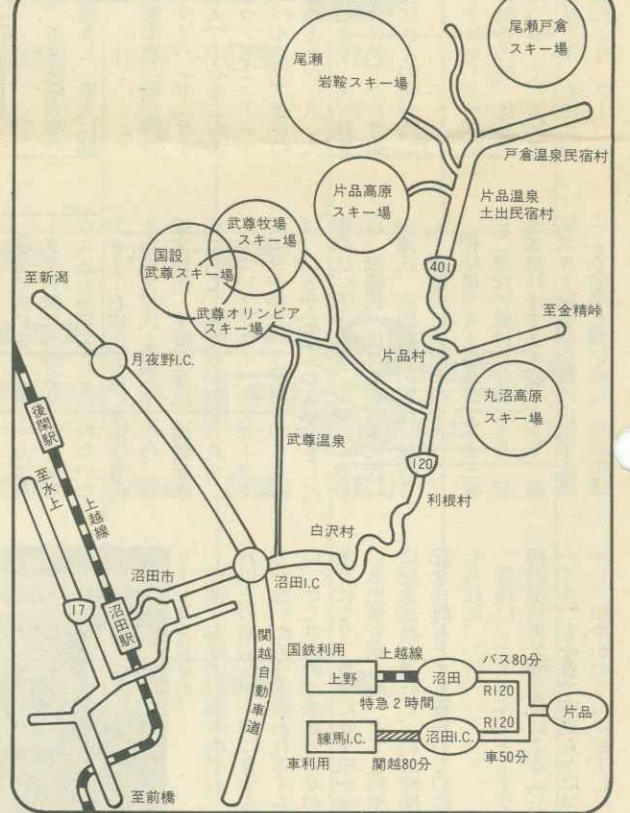 尾瀬戸倉
スキー場
尾瀬
岩鞍スキー場
戸倉温泉民宿村
片品高原
スキー場
片品温泉
土出民宿村
武尊牧場
スキー場
国設
武尊スキー場
武尊オリンピア
スキー場
401
至新潟
至金精峠
月夜野I.C.
片品村
丸沼高原
スキー場
後閑駅
武尊温泉
120
至水上
上越線
利根村
白沢村
沼田市
沼田I.C
17
沼田駅
関越自動車道
国鉄利用
上越線
バス80分
上野
沼田
R120
特急2時間
片品
R120
練馬I.C.
沼田I.C.
車利用
関越80分
車50分
至前橋